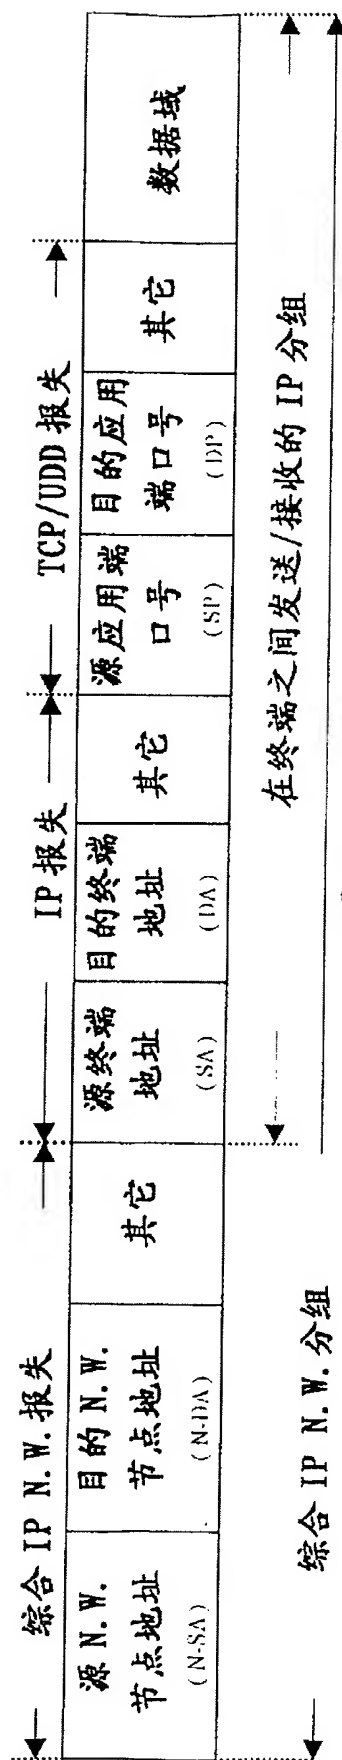 综合 IP N.W. 报失
IP 报失
TCP/UDD 报失
源 N.W.
节点地址
(N-SA)
目的 N.W.
节点地址
(N-DA)
其它
源终端
地址
(SA)
目的终端
地址
(DA)
其它
源应用端
口号
(SP)
目的应用
端口号
(DP)
其它
数据域
在终端之间发送/接收的 IP 分组
综合 IP N.W. 分组